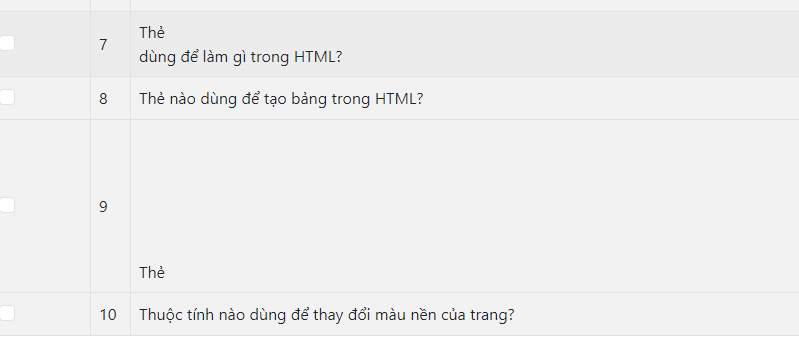 7
Thẻ
dùng để làm gì trong HTML?
8
Thẻ nào dùng để tạo bảng trong HTML?
9
Thẻ
10
Thuộc tính nào dùng để thay đổi màu nền của trang?